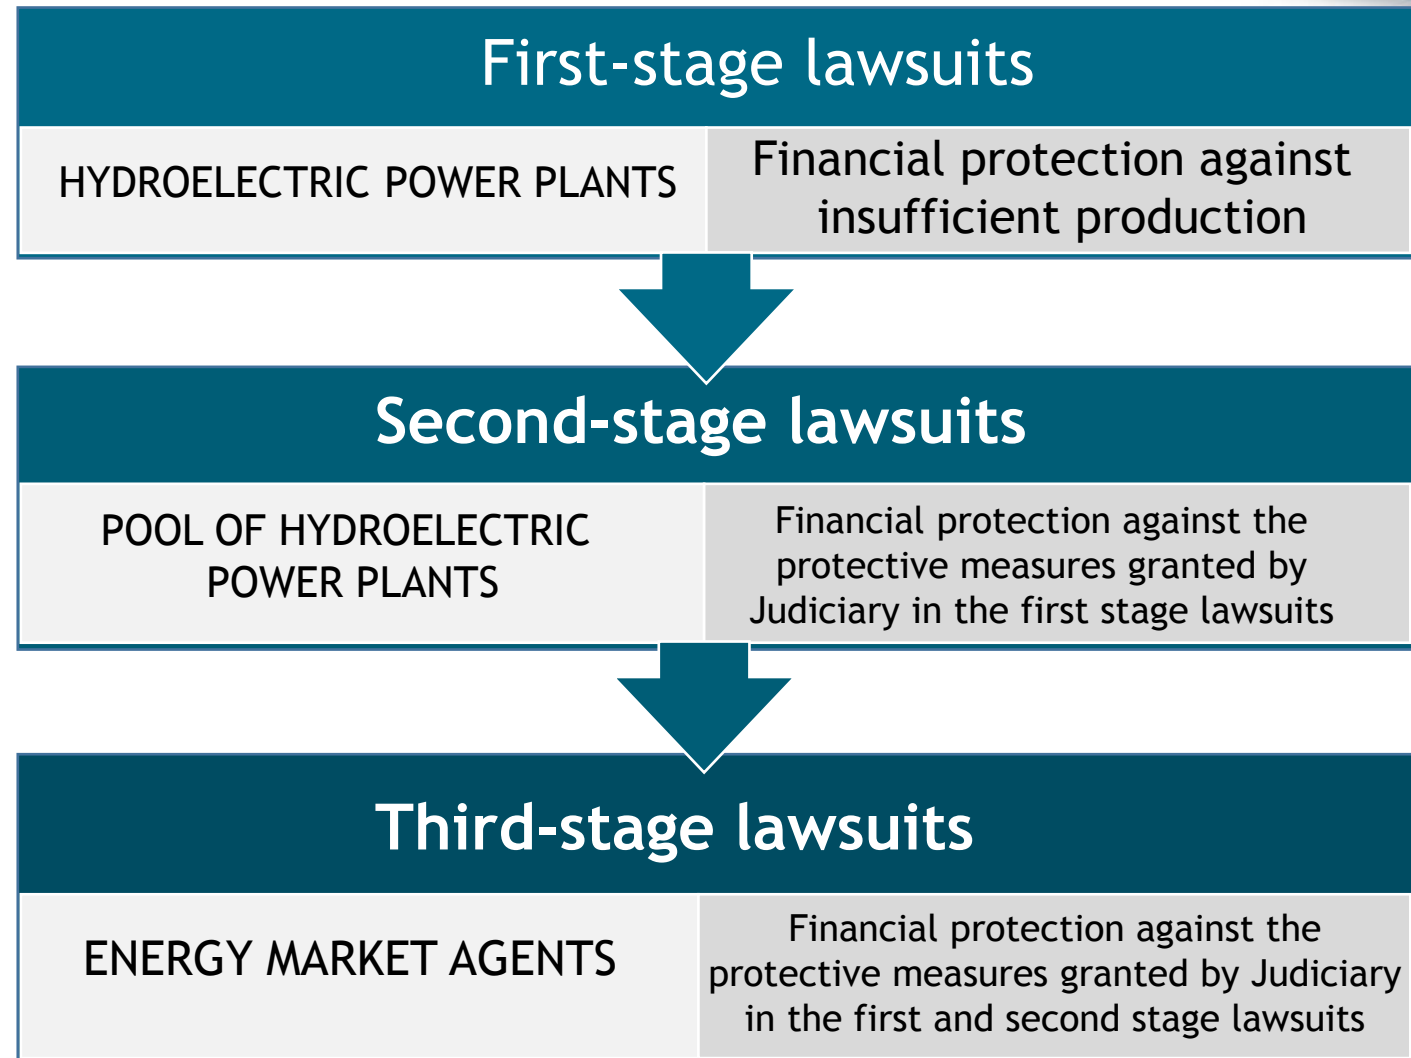 First-stage lawsuits
HYDROELECTRIC POWER PLANTS
Financial protection against
insufficient production
Second-stage lawsuits
POOL OF HYDROELECTRIC
POWER PLANTS
Financial protection against the
protective measures granted by
Judiciary in the first stage lawsuits
Third-stage lawsuits
ENERGY MARKET AGENTS
Financial protection against the
protective measures granted by Judiciary
in the first and second stage lawsuits